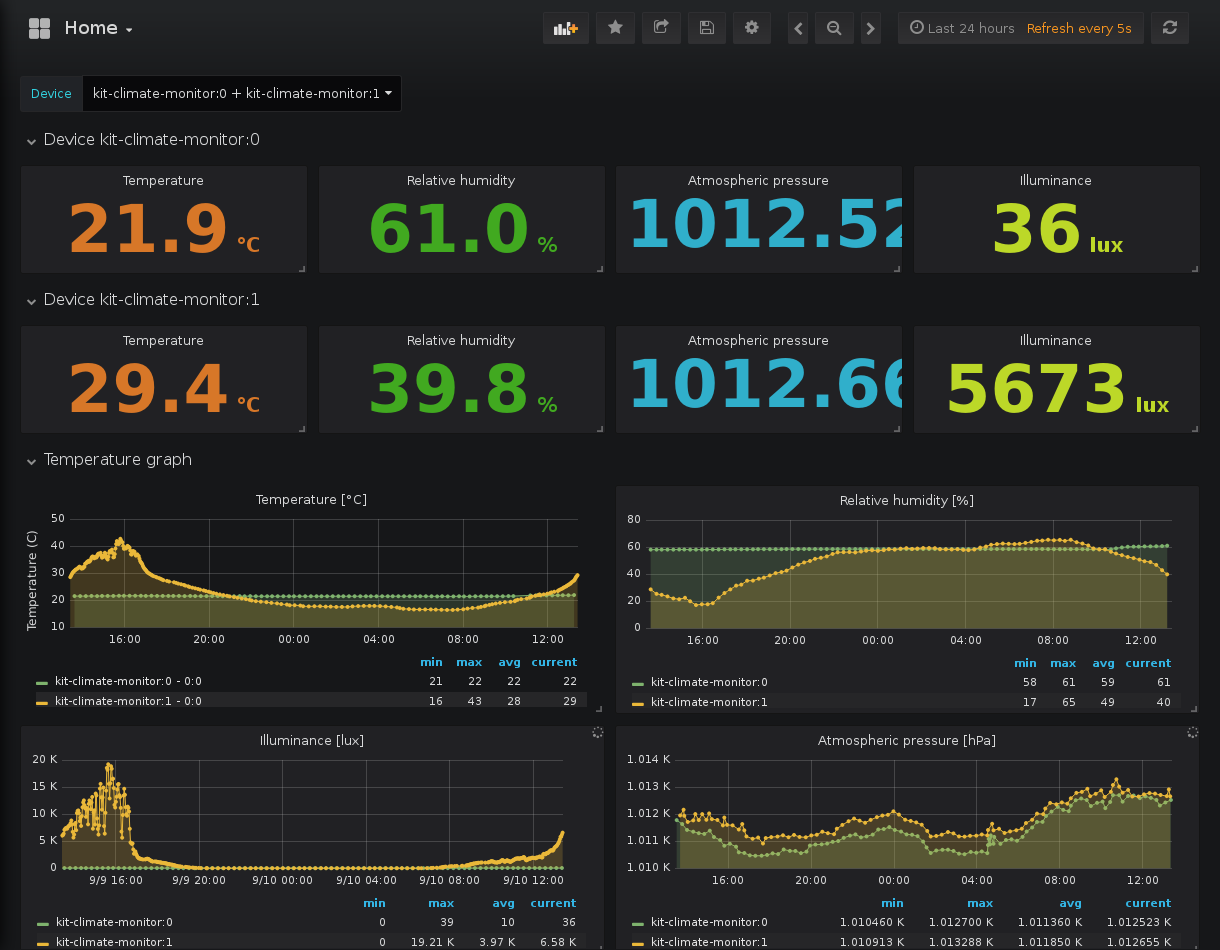 Home
Last 24 hours Refresh every 5s
Device kit-climate-monitor:0 + kit-climate-monitor:1
Device kit-climate-monitor:0
Temperature Relative humidity Atmospheric pressure Illuminance
21.9 °C 61.0 % 1012.52 36 lux
Device kit-climate-monitor:1
Temperature Relative humidity Atmospheric pressure Illuminance
29.4 °C 39.8 % 1012.66 5673 lux
Temperature graph
Temperature [°C]
Temperature (C)
50
40
30
20
10
16:00 20:00 00:00 04:00 08:00 12:00
min max avg current
kit-climate-monitor:0 - 0:0 21 22 22 22
kit-climate-monitor:1 - 0:0 16 43 28 29
Relative humidity [%]
80
60
40
20
0
16:00 20:00 00:00 04:00 08:00 12:00
min max avg current
kit-climate-monitor:0 58 61 59 61
kit-climate-monitor:1 17 65 49 40
Illuminance [lux]
20 K
15 K
10 K
5 K
0
9/9 16:00 9/9 20:00 9/10 00:00 9/10 04:00 9/10 08:00 9/10 12:00
min max avg current
kit-climate-monitor:0 0 39 10 36
kit-climate-monitor:1 0 19.21 K 3.97 K 6.58 K
Atmospheric pressure [hPa]
1.014 K
1.013 K
1.012 K
1.011 K
1.010 K
16:00 20:00 00:00 04:00 08:00 12:00
min max avg current
kit-climate-monitor:0 1.010460 K 1.012700 K 1.011360 K 1.012523 K
kit-climate-monitor:1 1.010913 K 1.013288 K 1.011850 K 1.012655 K